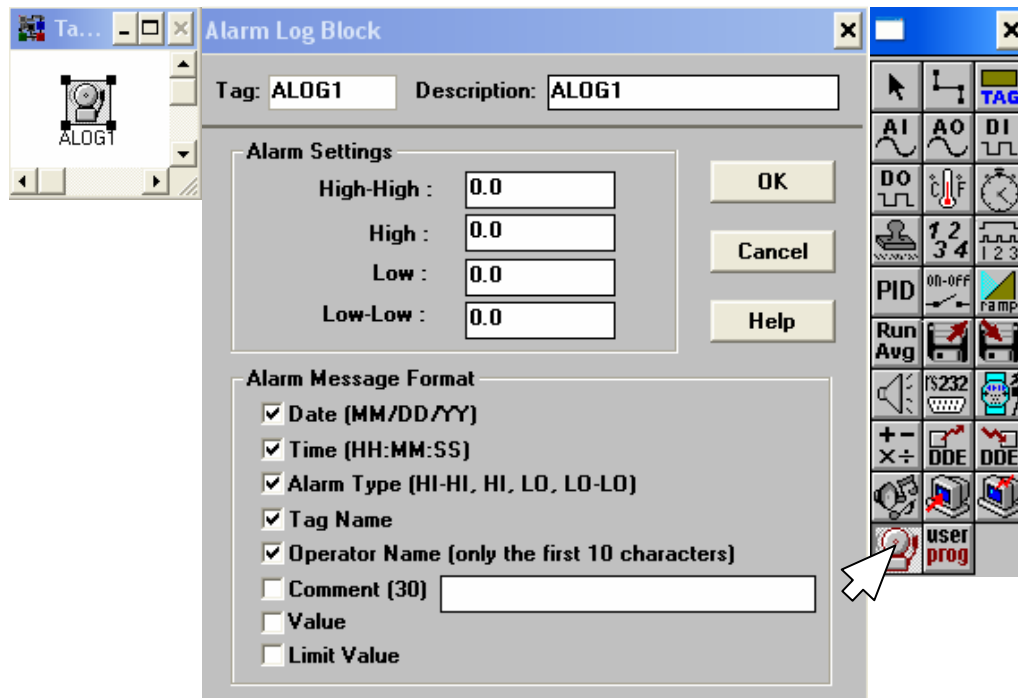 Ta...
ALOG1
Alarm Log Block
Tag: ALOG1 Description: ALOG1
Alarm Settings
High-High : 0.0
High : 0.0
Low : 0.0
Low-Low : 0.0
OK
Cancel
Help
Alarm Message Format
Date (MM/DD/YY)
Time (HH:MM:SS)
Alarm Type (HI-HI, HI, LO, LO-LO)
Tag Name
Operator Name (only the first 10 characters)
Comment (30)
Value
Limit Value
TAG
AI AO DI
DO °C °F
1 2
3 4
1 2 3
PID on-off ramp
Run
Avg
rs232
+ -
× ÷
DDE DDE
user
prog